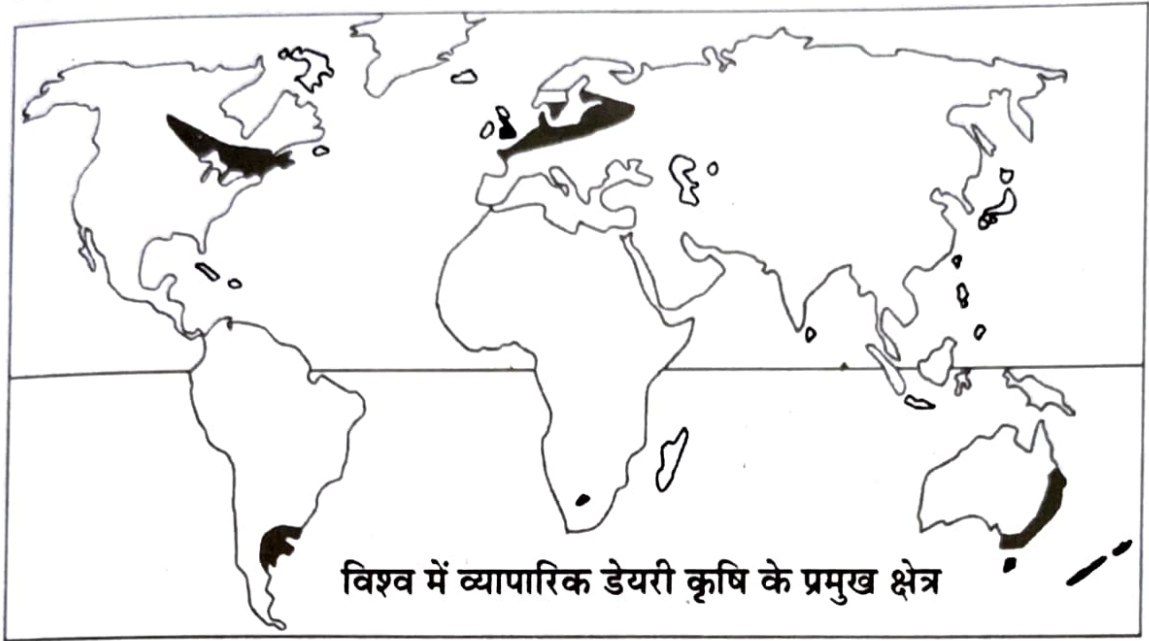 विश्व में व्यापारिक डेयरी कृषि के प्रमुख क्षेत्र